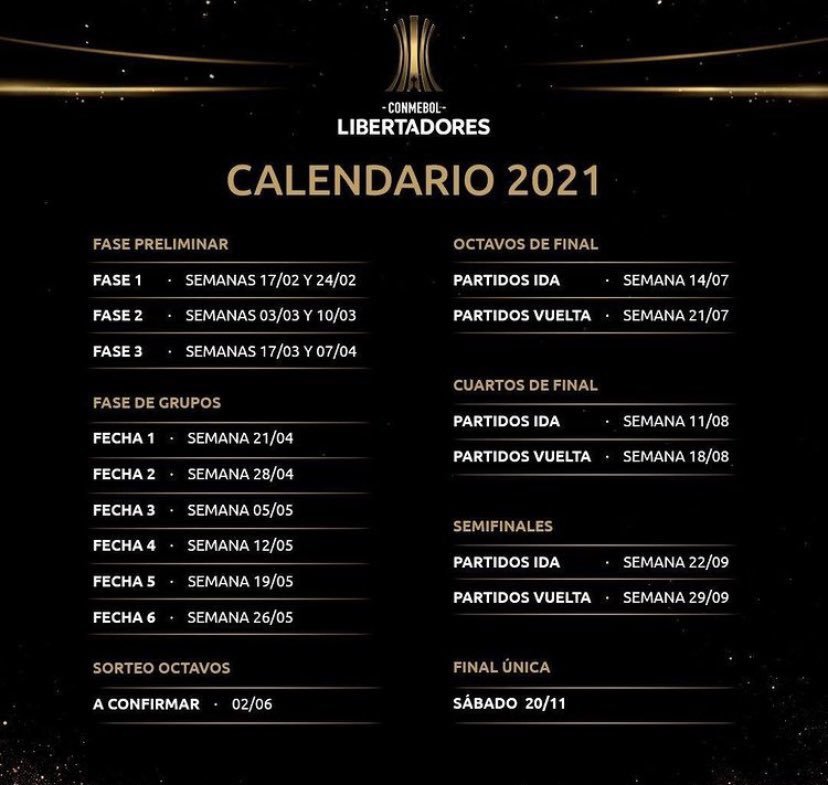 - CONMEBOL -
LIBERTADORES
CALENDARIO 2021
FASE PRELIMINAR
FASE 1 · SEMANAS 17/02 Y 24/02
FASE 2 · SEMANAS 03/03 Y 10/03
FASE 3 · SEMANAS 17/03 Y 07/04
FASE DE GRUPOS
FECHA 1 · SEMANA 21/04
FECHA 2 · SEMANA 28/04
FECHA 3 · SEMANA 05/05
FECHA 4 · SEMANA 12/05
FECHA 5 · SEMANA 19/05
FECHA 6 · SEMANA 26/05
SORTEO OCTAVOS
A CONFIRMAR · 02/06
OCTAVOS DE FINAL
PARTIDOS IDA · SEMANA 14/07
PARTIDOS VUELTA · SEMANA 21/07
CUARTOS DE FINAL
PARTIDOS IDA · SEMANA 11/08
PARTIDOS VUELTA · SEMANA 18/08
SEMIFINALES
PARTIDOS IDA · SEMANA 22/09
PARTIDOS VUELTA · SEMANA 29/09
FINAL ÚNICA
SÁBADO 20/11